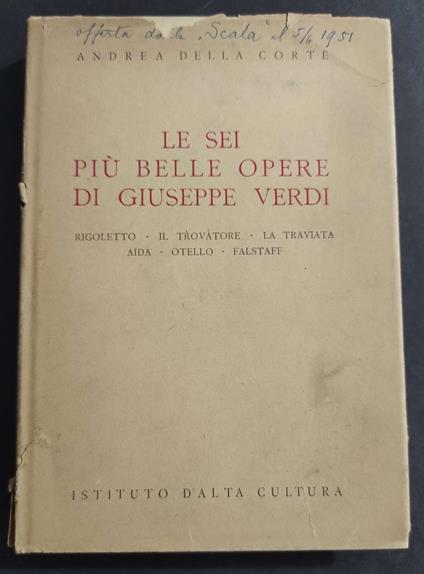 offerta dalla "Scala" il 5/6 1951
ANDREA DELLA CORTE
LE SEI
PIÙ BELLE OPERE
DI GIUSEPPE VERDI
RIGOLETTO - IL TROVATORE - LA TRAVIATA
AIDA - OTELLO - FALSTAFF
ISTITUTO D'ALTA CULTURA